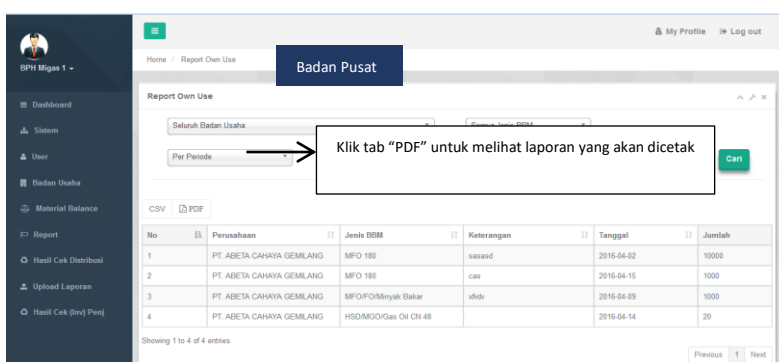 BPH Migas 1
Dashboard
Sistem
User
Badan Usaha
Material Balance
Report
Hasil Cek Distribusi
Upload Laporan
Hasil Cek (Inv) Penj
My Profile Log out
Home / Report Own Use
Badan Pusat
Report Own Use
Seluruh Badan Usaha Semua Jenis BBM
Per Periode
Klik tab “PDF” untuk melihat laporan yang akan dicetak
Cari
CSV PDF
No Perusahaan Jenis BBM Keterangan Tanggal Jumlah
1 PT. ABETA CAHAYA GEMILANG MFO 180 sasasd 2016-04-02 10000
2 PT. ABETA CAHAYA GEMILANG MFO 180 cas 2016-04-15 1000
3 PT. ABETA CAHAYA GEMILANG MFO/FO/Minyak Bakar 2016-04-09 1000
4 PT. ABETA CAHAYA GEMILANG HSD/MGO/Gas Oil CN 48 2016-04-14 20
Showing 1 to 4 of 4 entries
Previous 1 Next